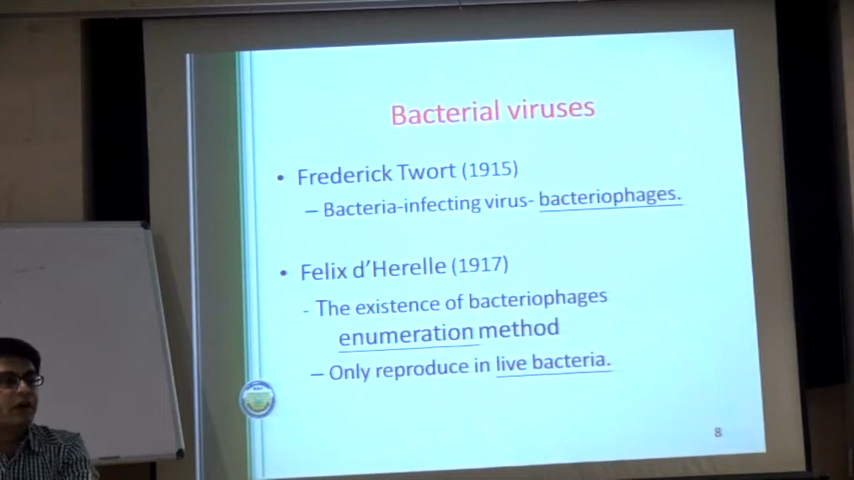 Bacterial viruses
• Frederick Twort (1915)
– Bacteria-infecting virus- bacteriophages.
• Felix d'Herelle (1917)
- The existence of bacteriophages
enumeration method
– Only reproduce in live bacteria.
8